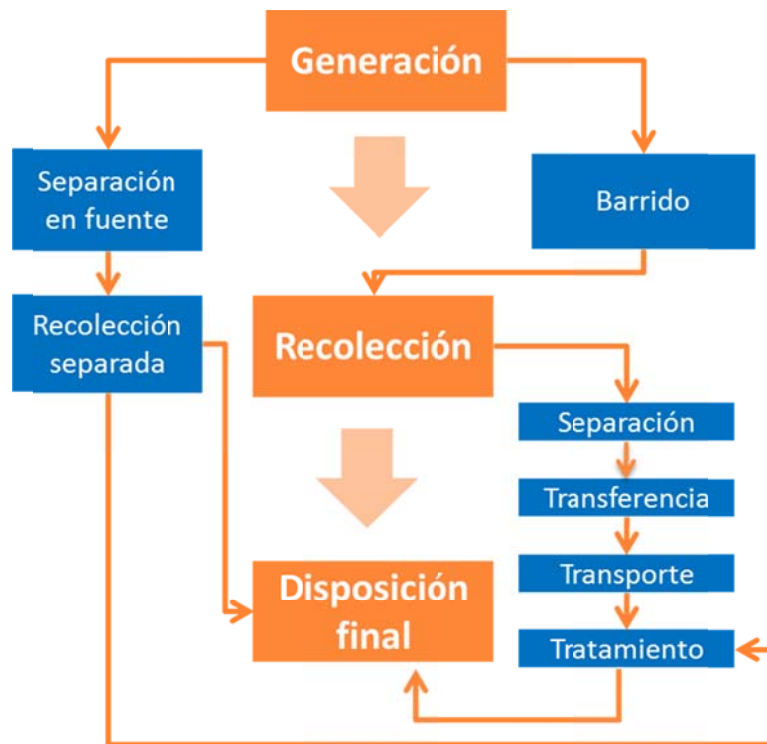 Generación
Separación
en fuente
Barrido
Recolección
separada
Recolección
Separación
Transferencia
Transporte
Disposición
final
Tratamiento